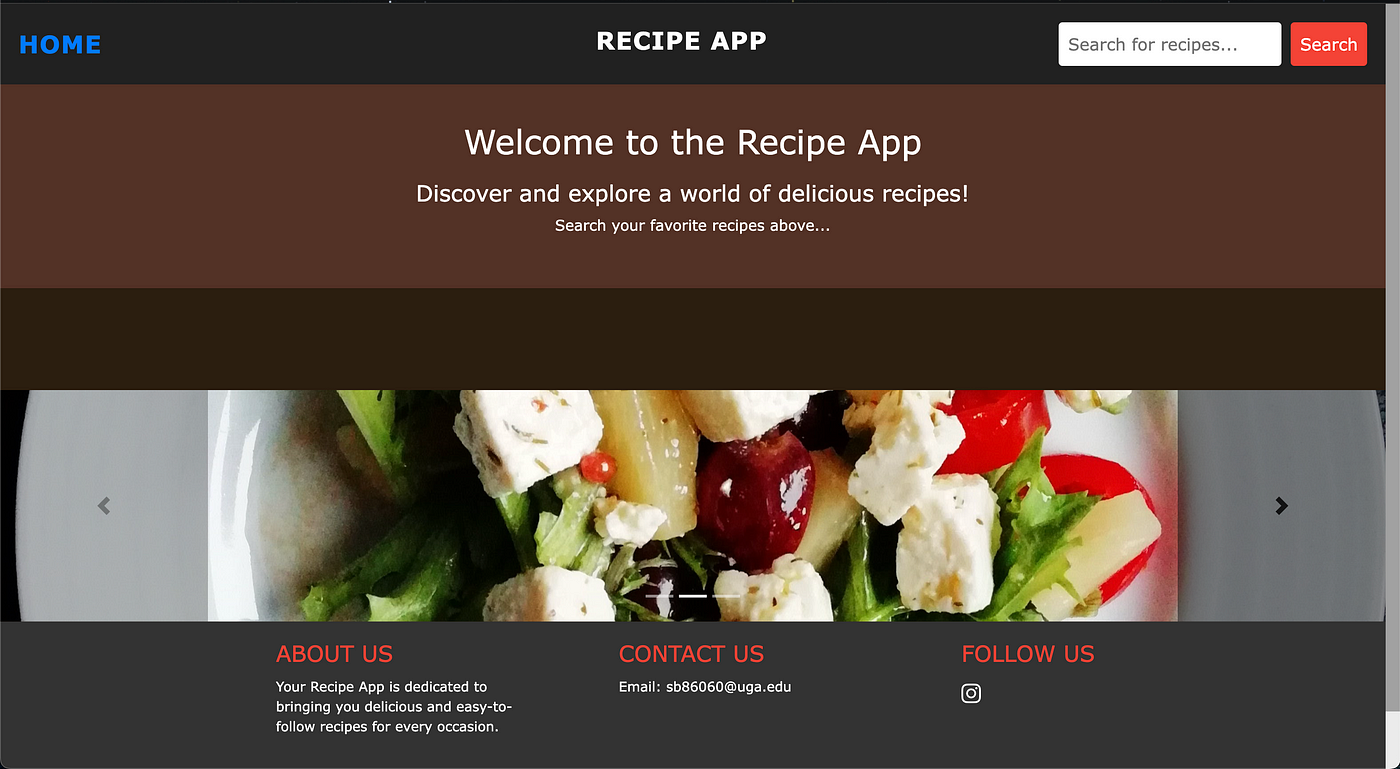 HOME
RECIPE APP
Search for recipes...
Search
Welcome to the Recipe App
Discover and explore a world of delicious recipes!
Search your favorite recipes above...
ABOUT US
Your Recipe App is dedicated to
bringing you delicious and easy-to-
follow recipes for every occasion.
CONTACT US
Email: sb86060@uga.edu
FOLLOW US